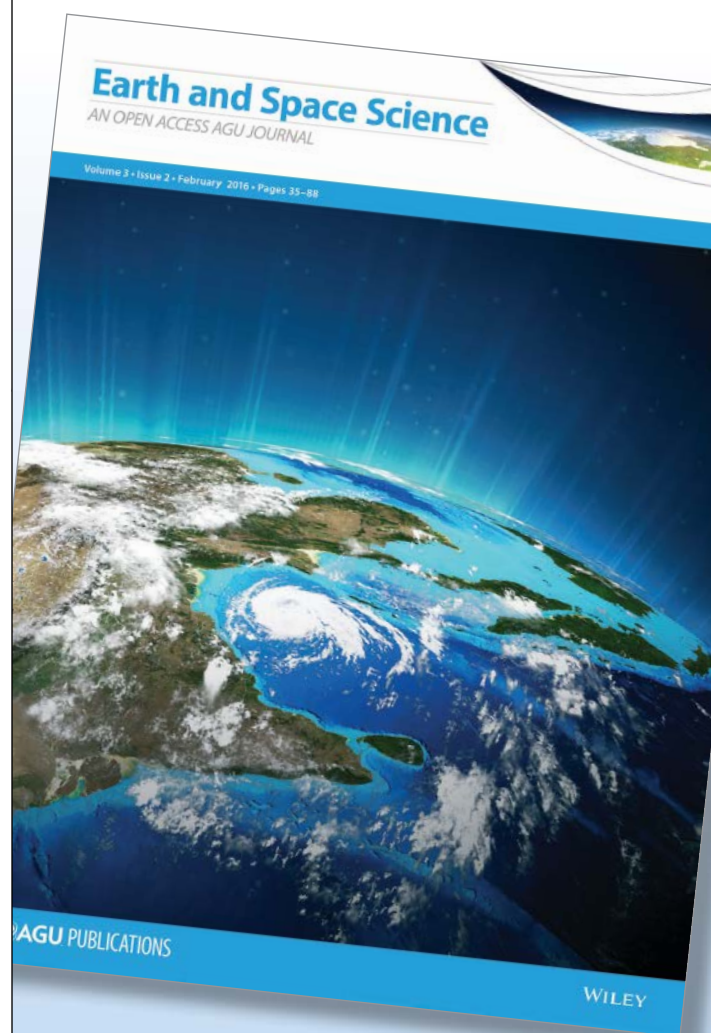 Earth and Space Science
AN OPEN ACCESS AGU JOURNAL
Volume 3 • Issue 2 • February 2016 • Pages 35–88
AGU PUBLICATIONS
WILEY